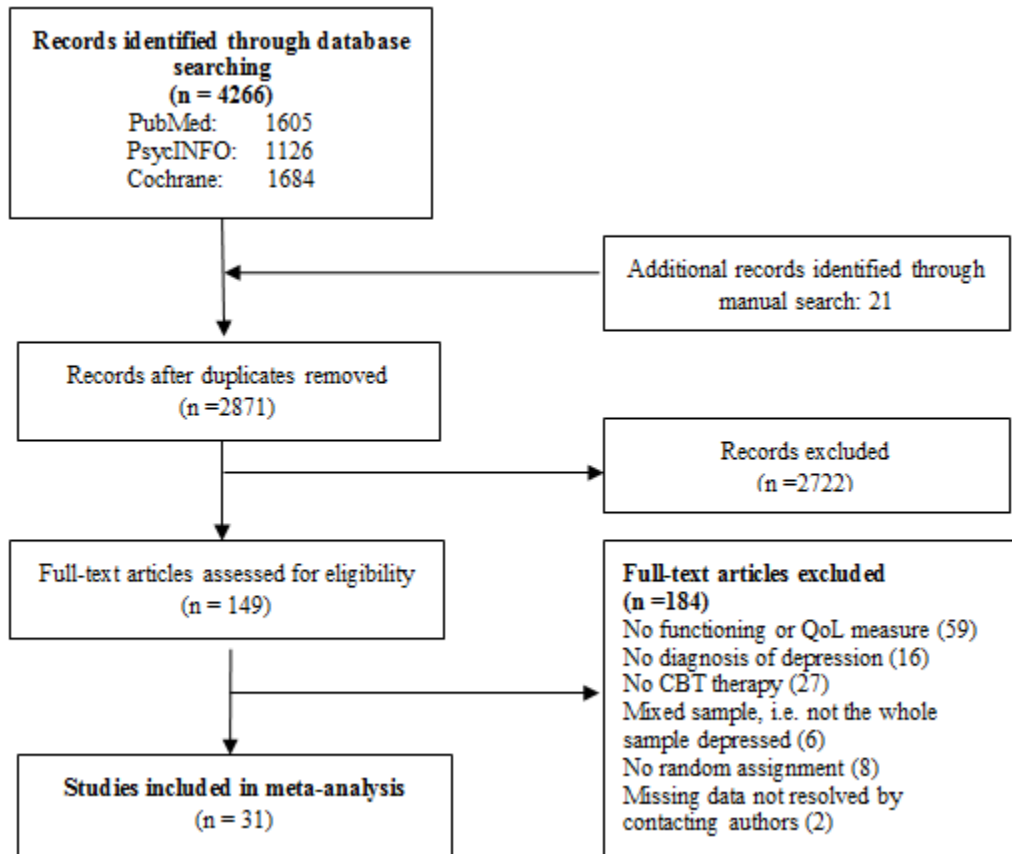 Records identified through database
searching
(n = 4266)
PubMed: 1605
PsycINFO: 1126
Cochrane: 1684
Additional records identified through
manual search: 21
Records after duplicates removed
(n =2871)
Records excluded
(n =2722)
Full-text articles assessed for eligibility
(n = 149)
Full-text articles excluded
(n =184)
No functioning or QoL measure (59)
No diagnosis of depression (16)
No CBT therapy (27)
Mixed sample, i.e. not the whole
sample depressed (6)
No random assignment (8)
Missing data not resolved by
contacting authors (2)
Studies included in meta-analysis
(n = 31)